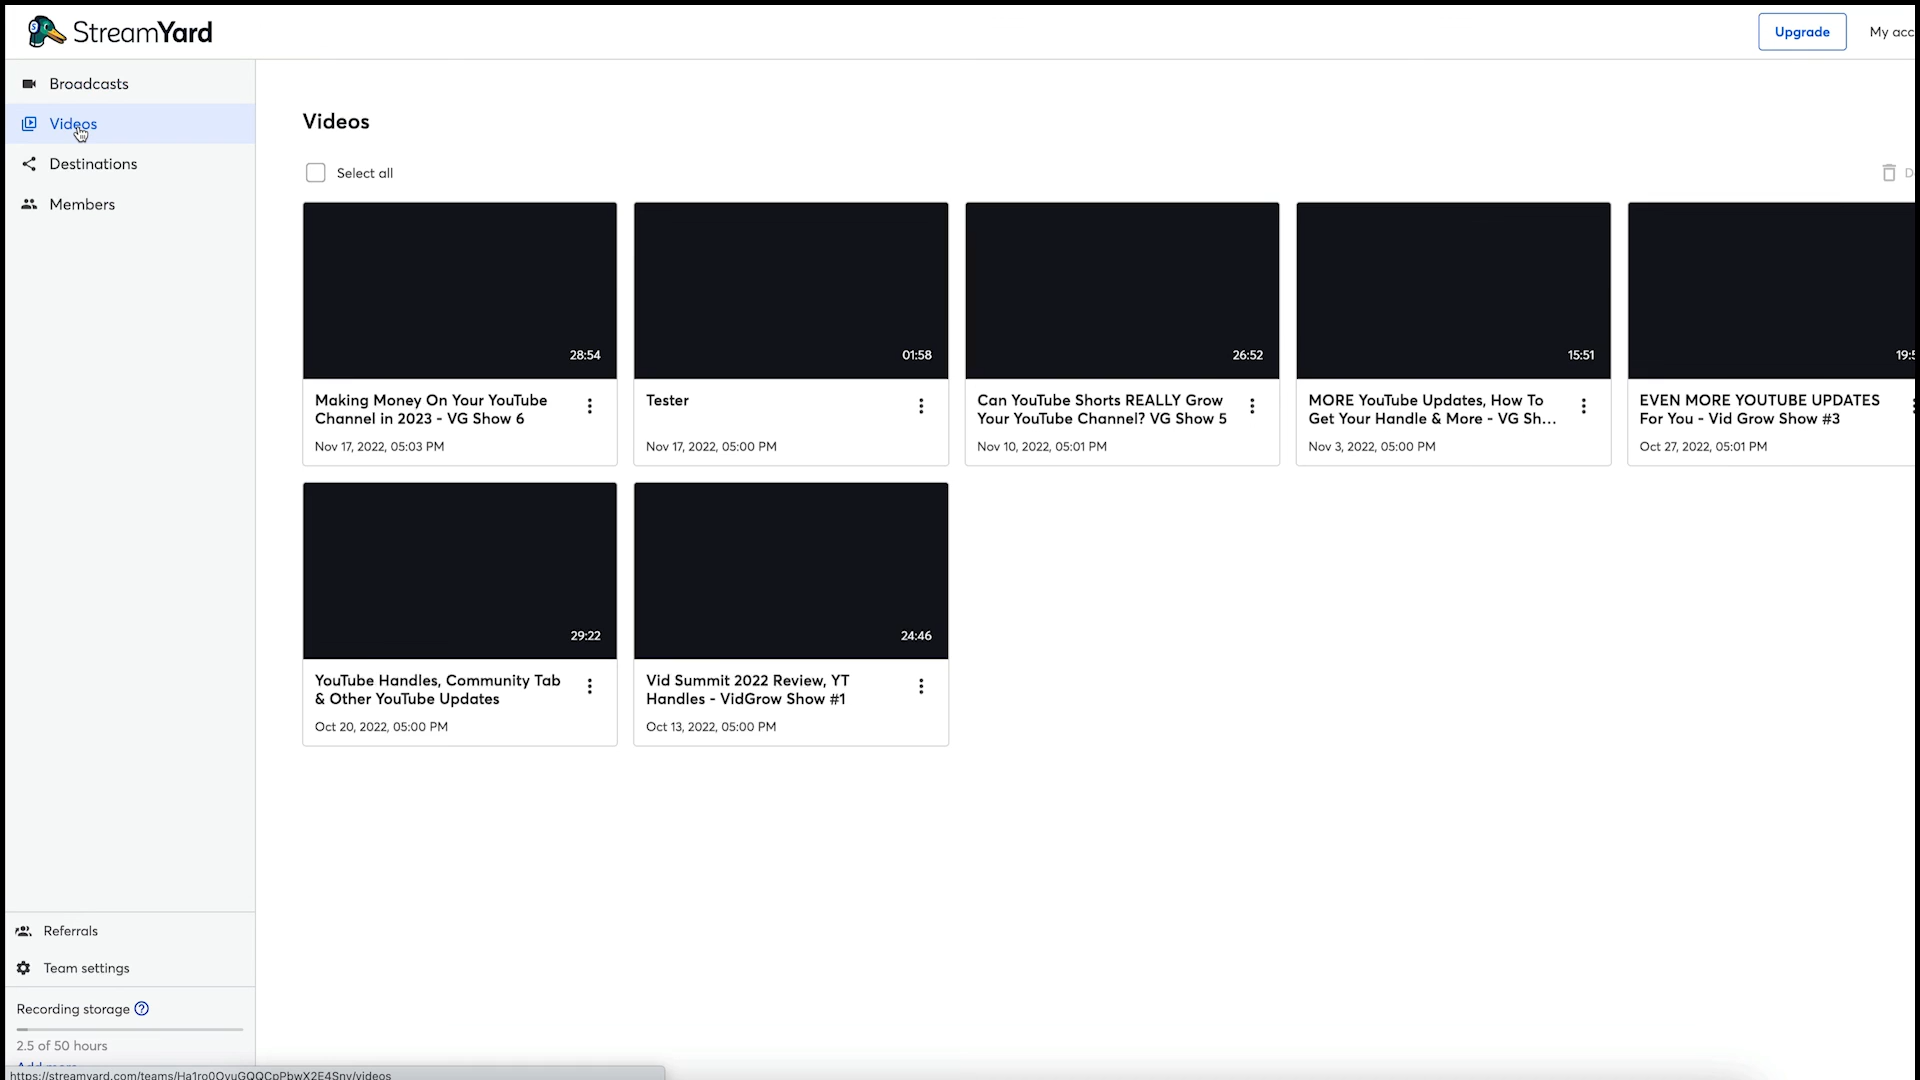 StreamYard
Upgrade
My acc
Broadcasts
Videos
Destinations
Members
Videos
Select all
D
28:54
01:58
26:52
15:51
19:5
Making Money On Your YouTube
Channel in 2023 - VG Show 6
Nov 17, 2022, 05:03 PM
Tester
Nov 17, 2022, 05:00 PM
Can YouTube Shorts REALLY Grow
Your YouTube Channel? VG Show 5
Nov 10, 2022, 05:01 PM
MORE YouTube Updates, How To
Get Your Handle & More - VG Sh...
Nov 3, 2022, 05:00 PM
EVEN MORE YOUTUBE UPDATES
For You - Vid Grow Show #3
Oct 27, 2022, 05:01 PM
29:22
24:46
YouTube Handles, Community Tab
& Other YouTube Updates
Oct 20, 2022, 05:00 PM
Vid Summit 2022 Review, YT
Handles - VidGrow Show #1
Oct 13, 2022, 05:00 PM
Referrals
Team settings
Recording storage
2.5 of 50 hours